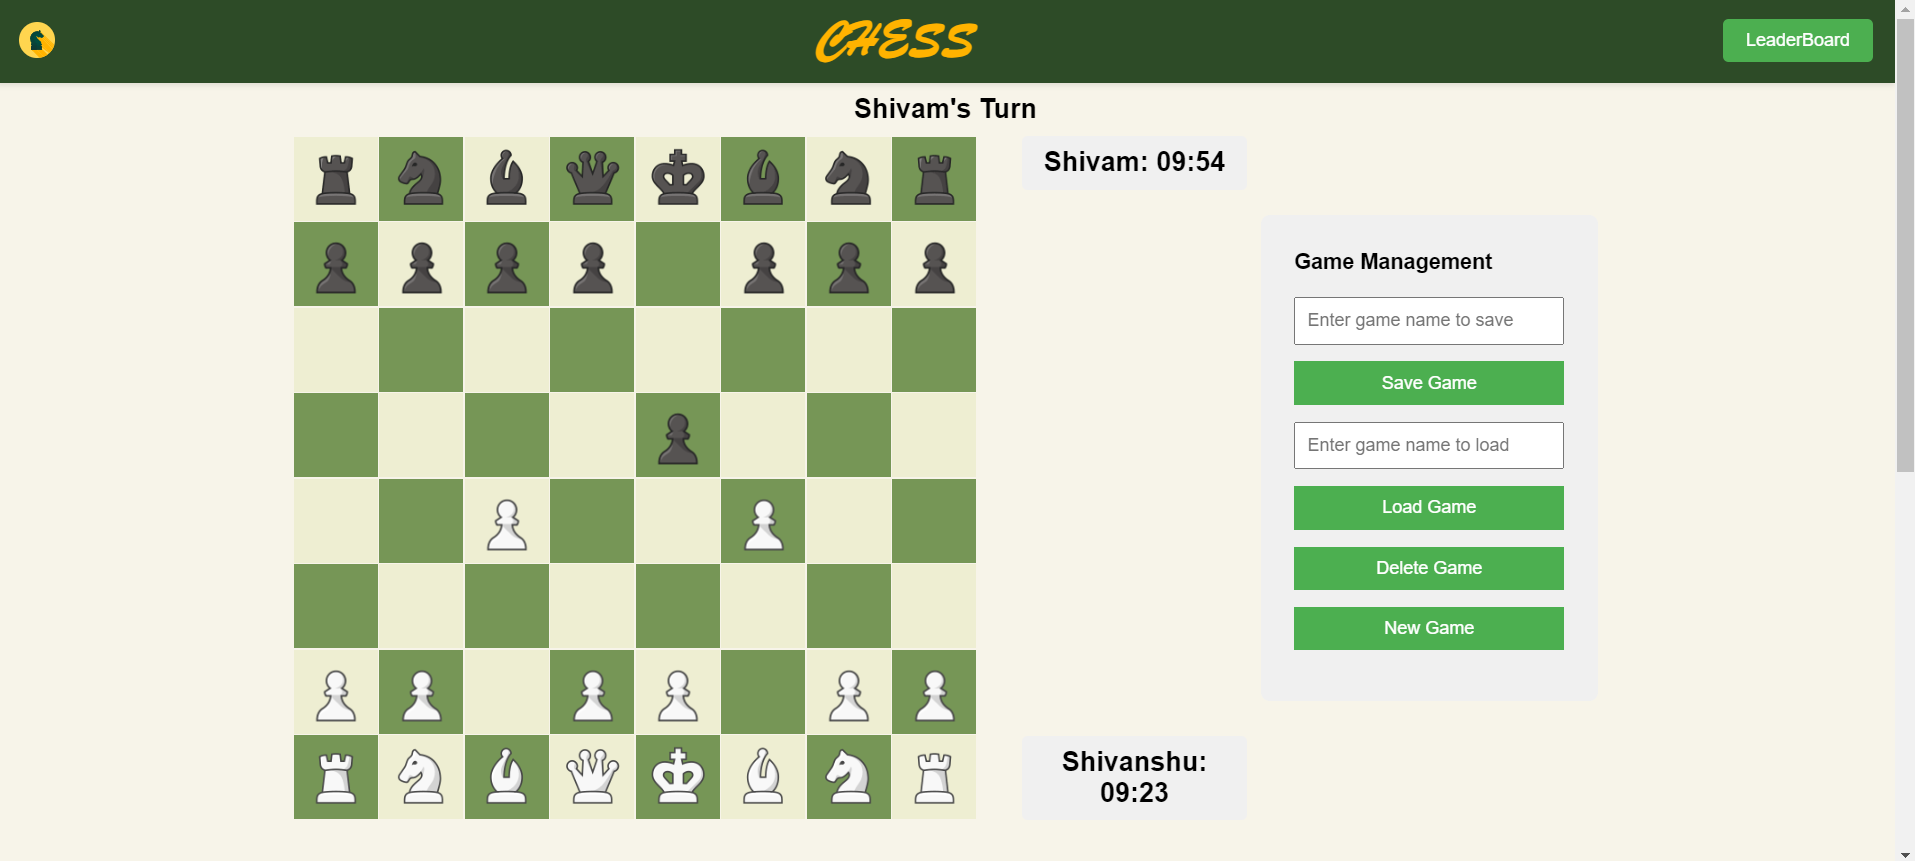 CHESS
LeaderBoard
Shivam's Turn
Shivam: 09:54
Game Management
Enter game name to save
Save Game
Enter game name to load
Load Game
Delete Game
New Game
Shivanshu:
09:23